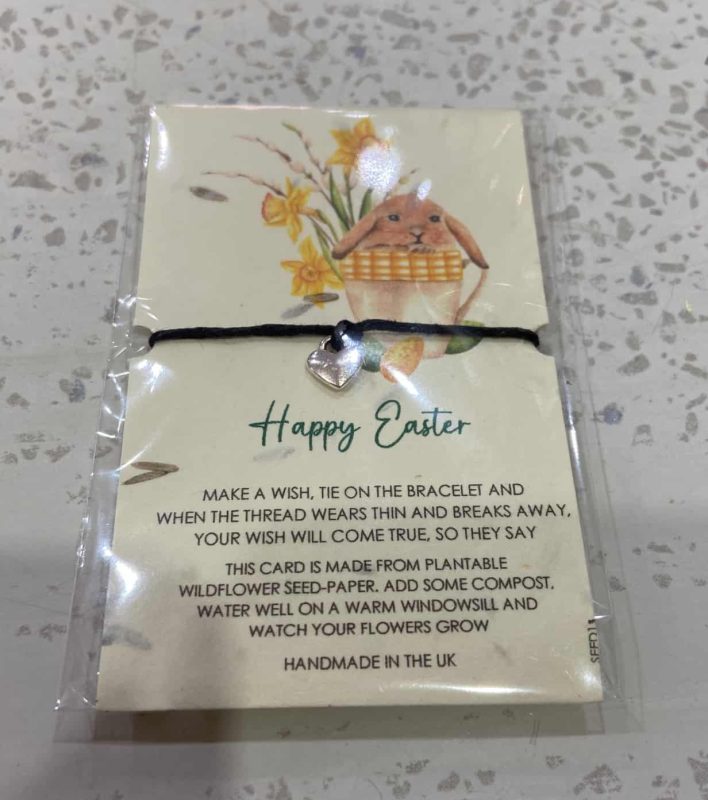 Happy Easter
MAKE A WISH, TIE ON THE BRACELET AND
WHEN THE THREAD WEARS THIN AND BREAKS AWAY,
YOUR WISH WILL COME TRUE, SO THEY SAY
THIS CARD IS MADE FROM PLANTABLE
WILDFLOWER SEED-PAPER. ADD SOME COMPOST,
WATER WELL ON A WARM WINDOWSILL AND
WATCH YOUR FLOWERS GROW
HANDMADE IN THE UK